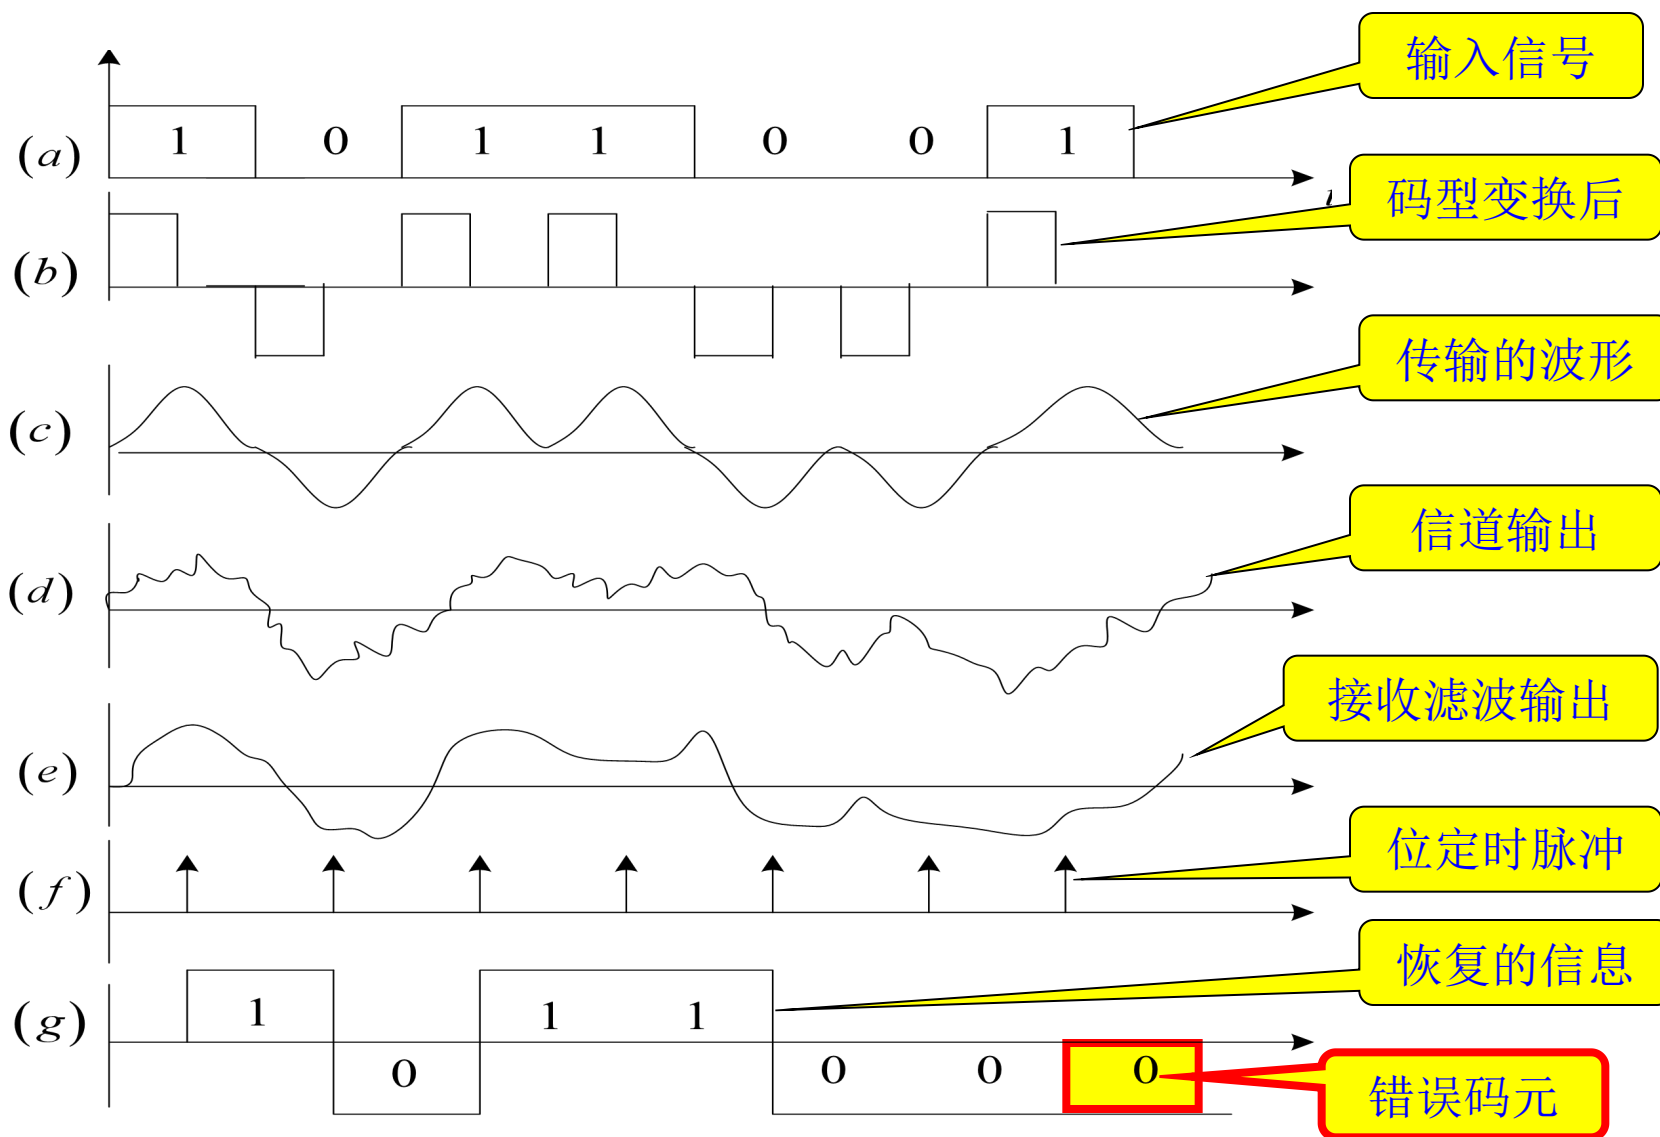 输入信号
(a) 1 0 1 1 0 0 1
t
码型变换后
(b)
传输的波形
(c)
信道输出
(d)
接收滤波输出
(e)
位定时脉冲
(f)
恢复的信息
(g) 1 0 1 1 0 0 0
错误码元